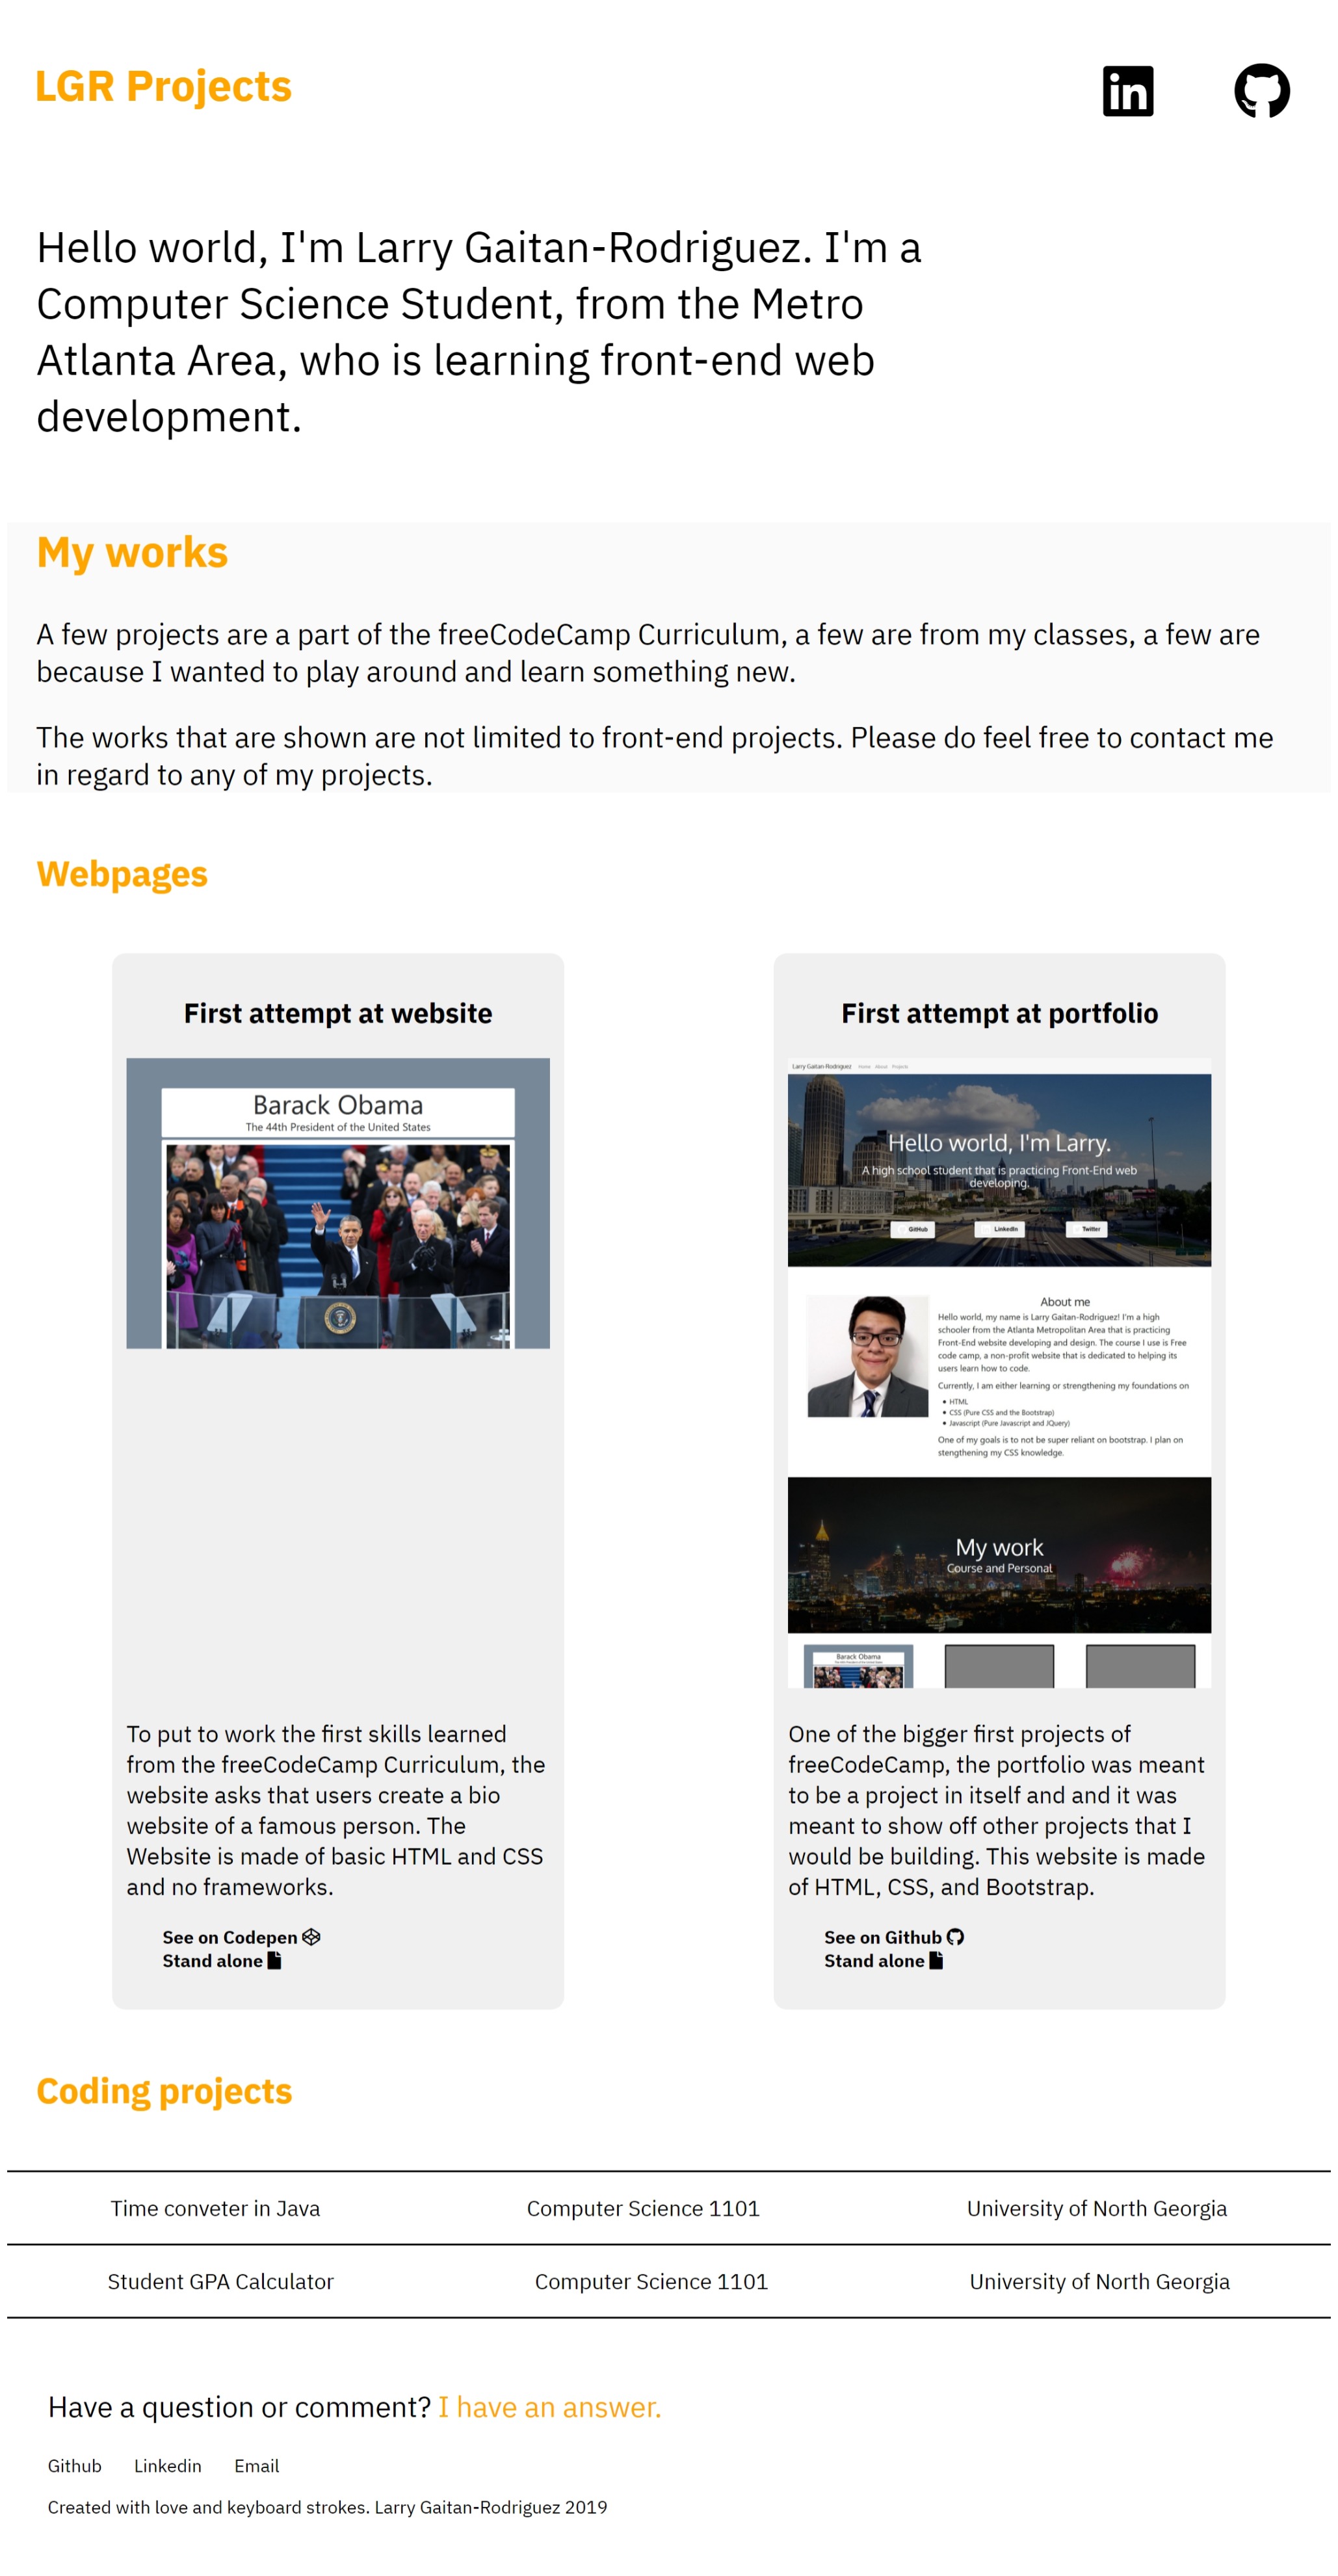 LGR Projects
in
Hello world, I'm Larry Gaitan-Rodriguez. I'm a
Computer Science Student, from the Metro
Atlanta Area, who is learning front-end web
development.
My works
A few projects are a part of the freeCodeCamp Curriculum, a few are from my classes, a few are
because I wanted to play around and learn something new.
The works that are shown are not limited to front-end projects. Please do feel free to contact me
in regard to any of my projects.
Webpages
First attempt at website
Barack Obama
The 44th President of the United States
To put to work the first skills learned
from the freeCodeCamp Curriculum, the
website asks that users create a bio
website of a famous person. The
Website is made of basic HTML and CSS
and no frameworks.
See on Codepen
Stand alone
First attempt at portfolio
Larry Gaitan-Rodriguez Home About Projects
Hello world, I'm Larry.
A high school student that is practicing Front-End web
developing.
GitHub LinkedIn Twitter
About me
Hello world, my name is Larry Gaitan-Rodriguez! I'm a high
schooler from the Atlanta Metropolitan Area that is practicing
Front-End website developing and design. The course I use is Free
code camp, a non-profit website that is dedicated to helping its
users learn how to code.
Currently, I am either learning or strengthening my foundations on
• HTML
• CSS (Pure CSS and the Bootstrap)
• Javascript (Pure Javascript and JQuery)
One of my goals is to not be super reliant on bootstrap. I plan on
stengthening my CSS knowledge.
My work
Course and Personal
Barack Obama
One of the bigger first projects of
freeCodeCamp, the portfolio was meant
to be a project in itself and and it was
meant to show off other projects that I
would be building. This website is made
of HTML, CSS, and Bootstrap.
See on Github
Stand alone
Coding projects
Time conveter in Java Computer Science 1101 University of North Georgia
Student GPA Calculator Computer Science 1101 University of North Georgia
Have a question or comment? I have an answer.
Github Linkedin Email
Created with love and keyboard strokes. Larry Gaitan-Rodriguez 2019